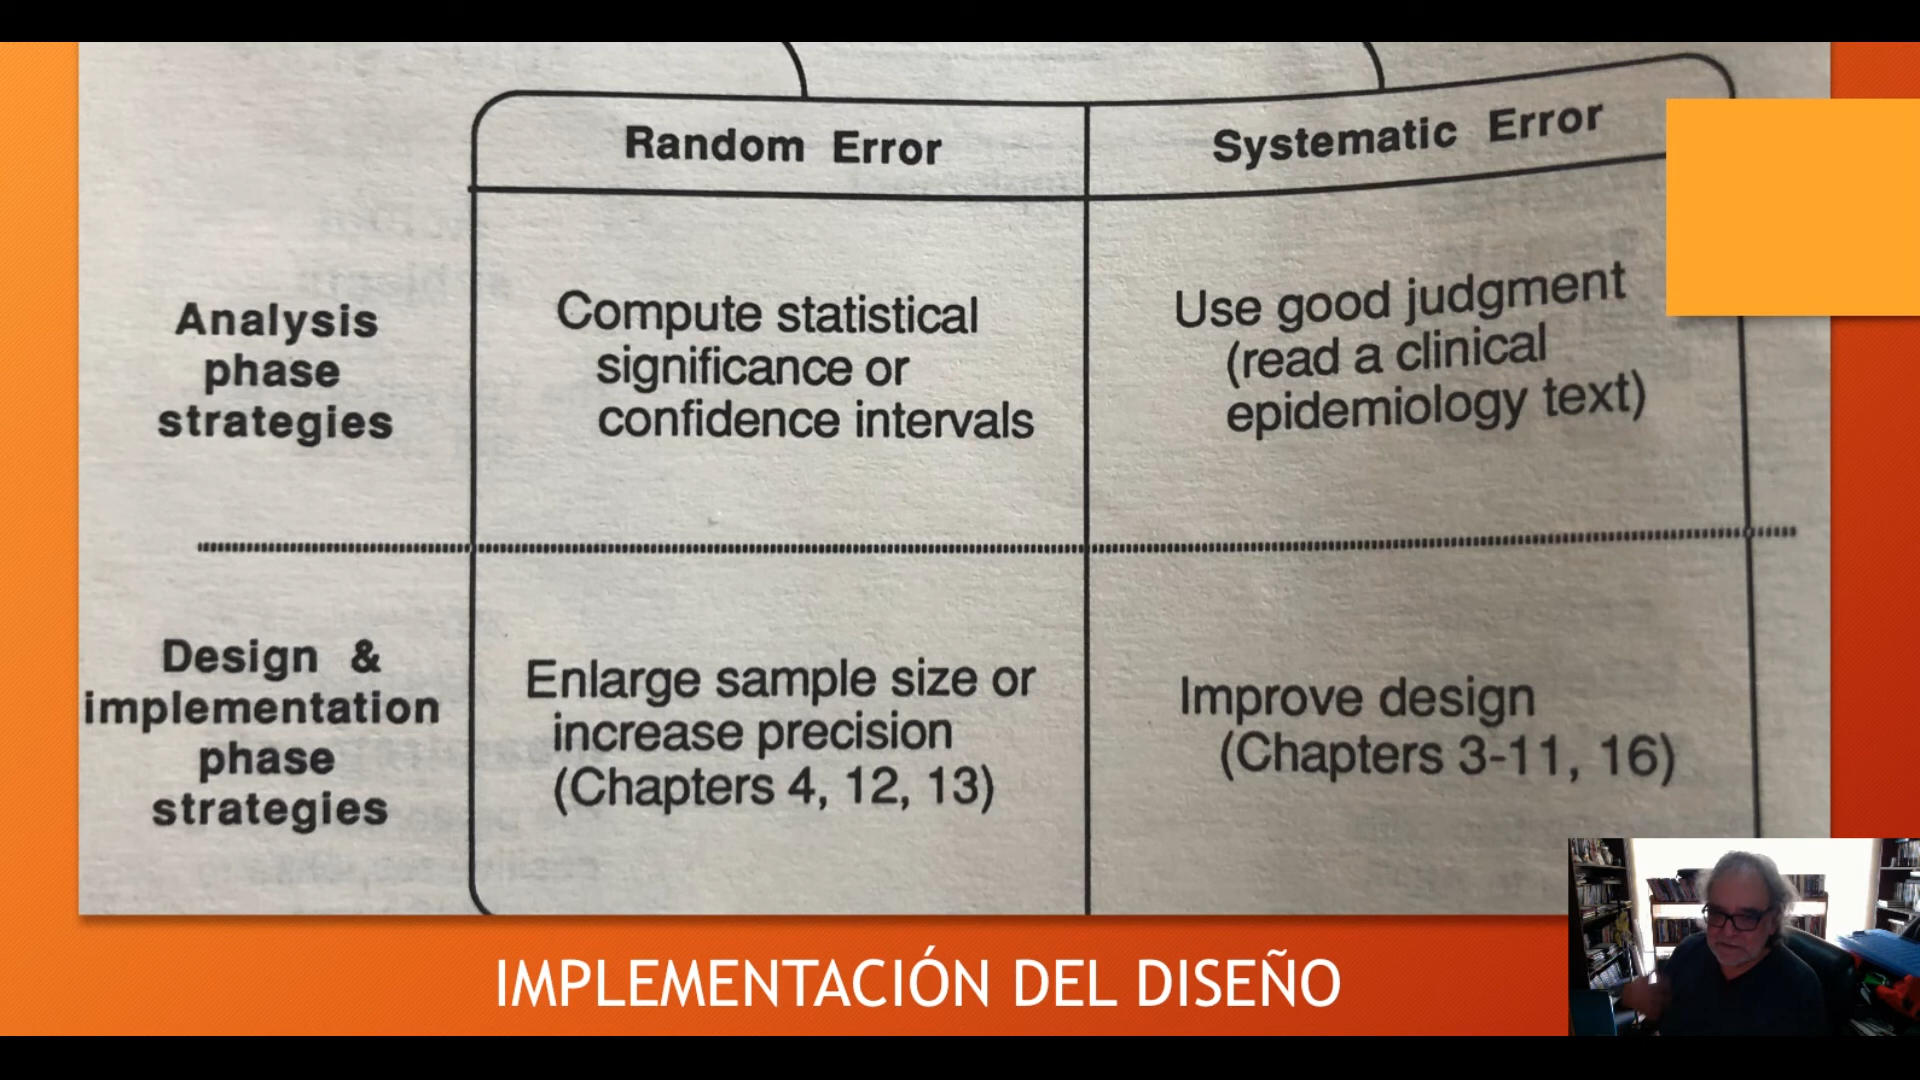 Random Error
Systematic Error
Analysis
phase
strategies
Compute statistical
significance or
confidence intervals
Use good judgment
(read a clinical
epidemiology text)
Design &
implementation
phase
strategies
Enlarge sample size or
increase precision
(Chapters 4, 12, 13)
Improve design
(Chapters 3-11, 16)
IMPLEMENTACIÓN DEL DISEÑO